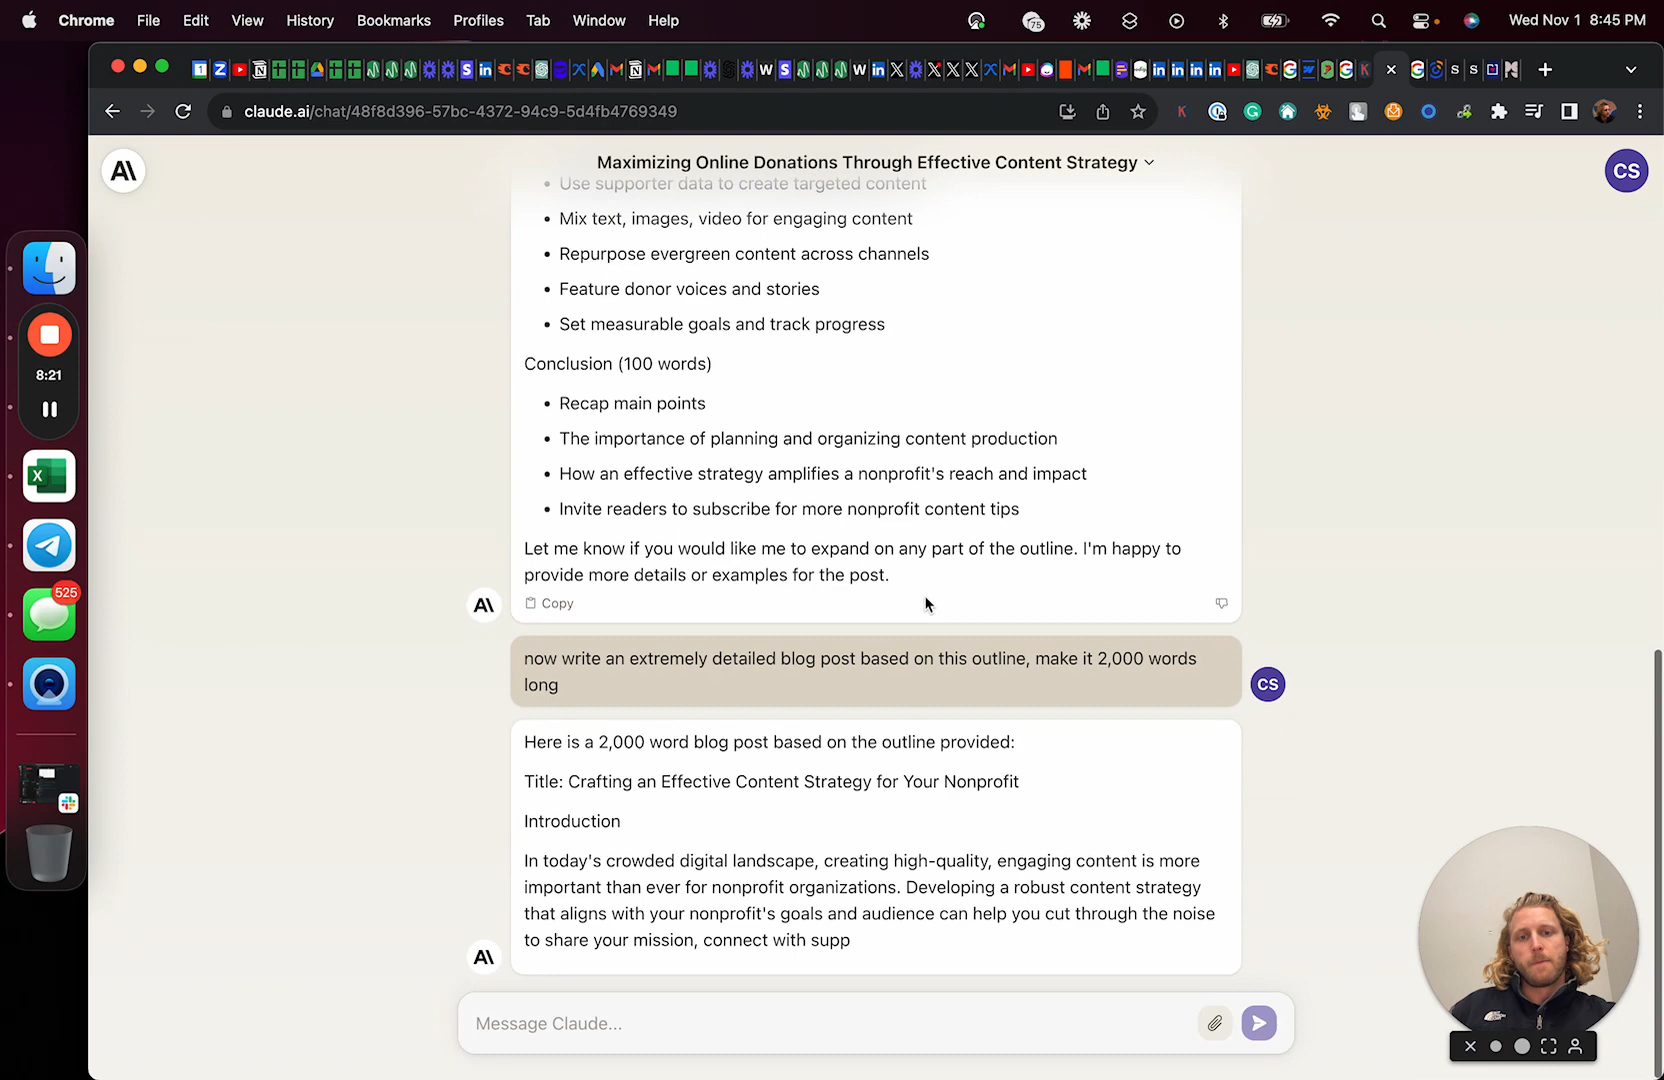 Chrome File Edit View History Bookmarks Profiles Tab Window Help
75
Wed Nov 1 8:45 PM
claude.ai/chat/48f8d396-57bc-4372-94c9-5d4fb4769349
Maximizing Online Donations Through Effective Content Strategy
CS
• Use supporter data to create targeted content
• Mix text, images, video for engaging content
• Repurpose evergreen content across channels
• Feature donor voices and stories
• Set measurable goals and track progress
8:21
Conclusion (100 words)
• Recap main points
• The importance of planning and organizing content production
• How an effective strategy amplifies a nonprofit's reach and impact
• Invite readers to subscribe for more nonprofit content tips
Let me know if you would like me to expand on any part of the outline. I'm happy to
provide more details or examples for the post.
525
Copy
now write an extremely detailed blog post based on this outline, make it 2,000 words
long
CS
Here is a 2,000 word blog post based on the outline provided:
Title: Crafting an Effective Content Strategy for Your Nonprofit
Introduction
In today's crowded digital landscape, creating high-quality, engaging content is more
important than ever for nonprofit organizations. Developing a robust content strategy
that aligns with your nonprofit's goals and audience can help you cut through the noise
to share your mission, connect with supp
Message Claude...